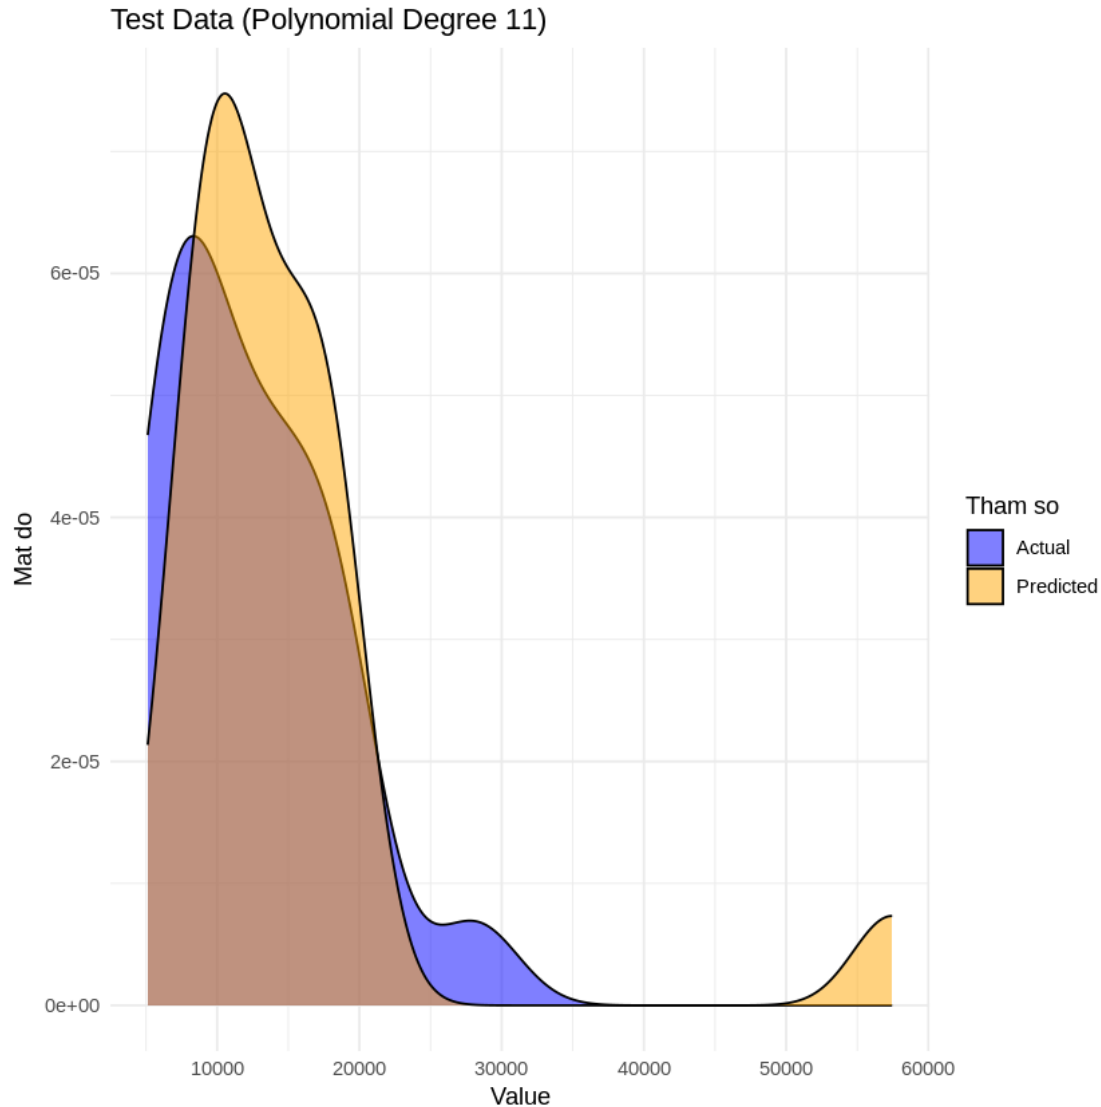 Test Data (Polynomial Degree 11)
Mat do
6e-05
4e-05
2e-05
0e+00
10000
20000
30000
40000
50000
60000
Value
Tham so
Actual
Predicted